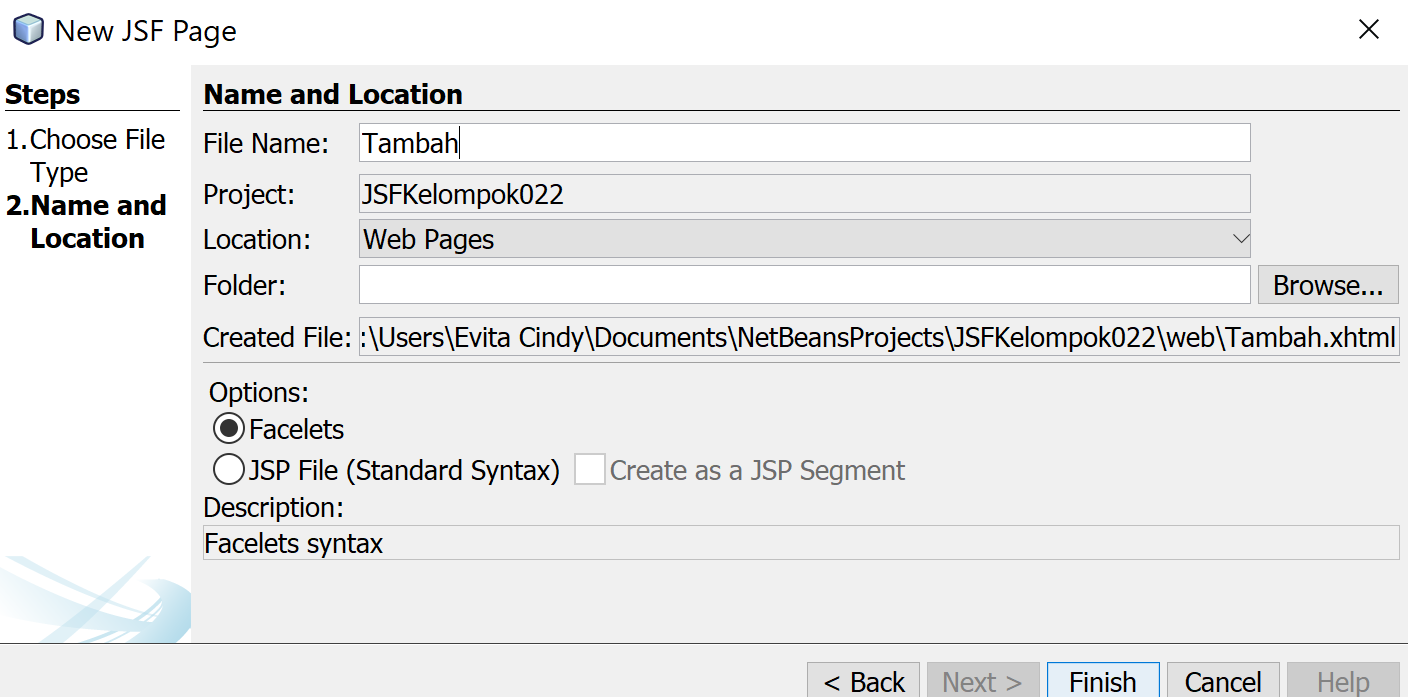 New JSF Page
Steps
1.Choose File
Type
2.Name and
Location
Name and Location
File Name: Tambah
Project: JSFKelompok022
Location: Web Pages
Folder: Browse...
Created File: :\Users\Evita Cindy\Documents\NetBeansProjects\JSFKelompok022\web\Tambah.xhtml
Options:
Facelets
JSP File (Standard Syntax) Create as a JSP Segment
Description:
Facelets syntax
< Back Next > Finish Cancel Help